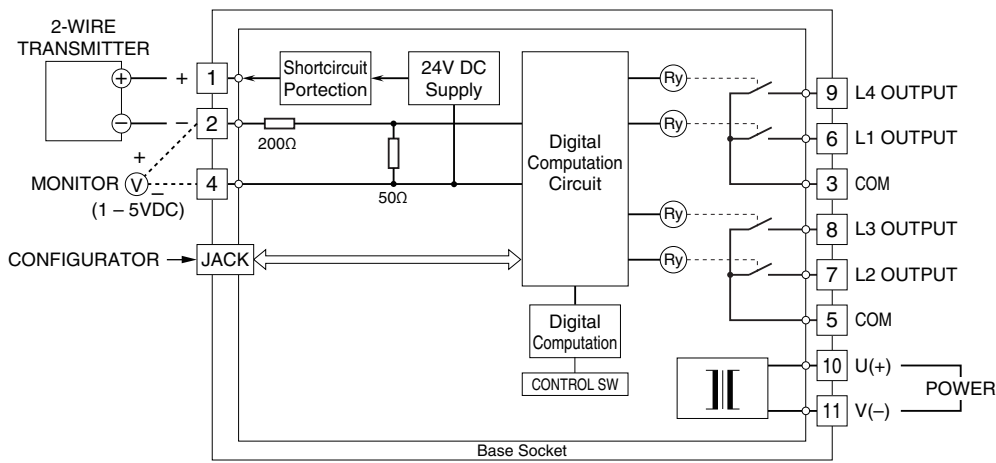 2-WIRE
TRANSMITTER
+
–
+
–
1
2
4
Shortcircuit
Portection
24V DC
Supply
200Ω
50Ω
+
MONITOR V
–
(1 – 5VDC)
CONFIGURATOR
JACK
Digital
Computation
Circuit
Digital
Computation
CONTROL SW
Ry
Ry
Ry
Ry
9 L4 OUTPUT
6 L1 OUTPUT
3 COM
8 L3 OUTPUT
7 L2 OUTPUT
5 COM
10 U(+)
POWER
11 V(–)
Base Socket